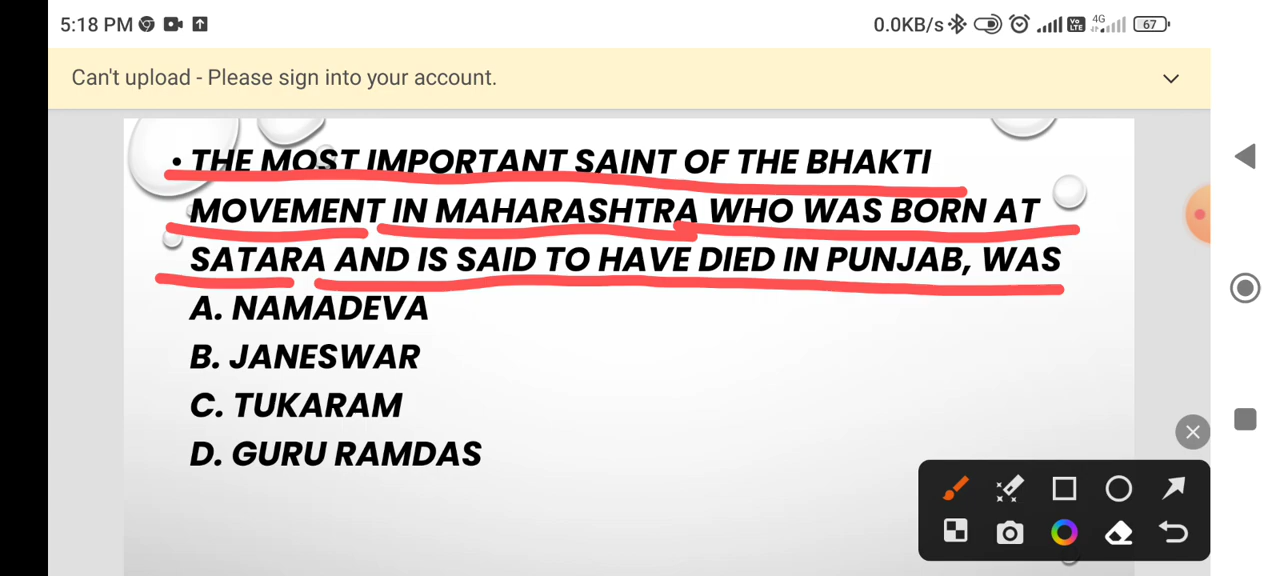 5:18 PM
0.0KB/s
Vo LTE
4G
67
Can't upload - Please sign into your account.
• THE MOST IMPORTANT SAINT OF THE BHAKTI
MOVEMENT IN MAHARASHTRA WHO WAS BORN AT
SATARA AND IS SAID TO HAVE DIED IN PUNJAB, WAS
A. NAMADEVA
B. JANESWAR
C. TUKARAM
D. GURU RAMDAS